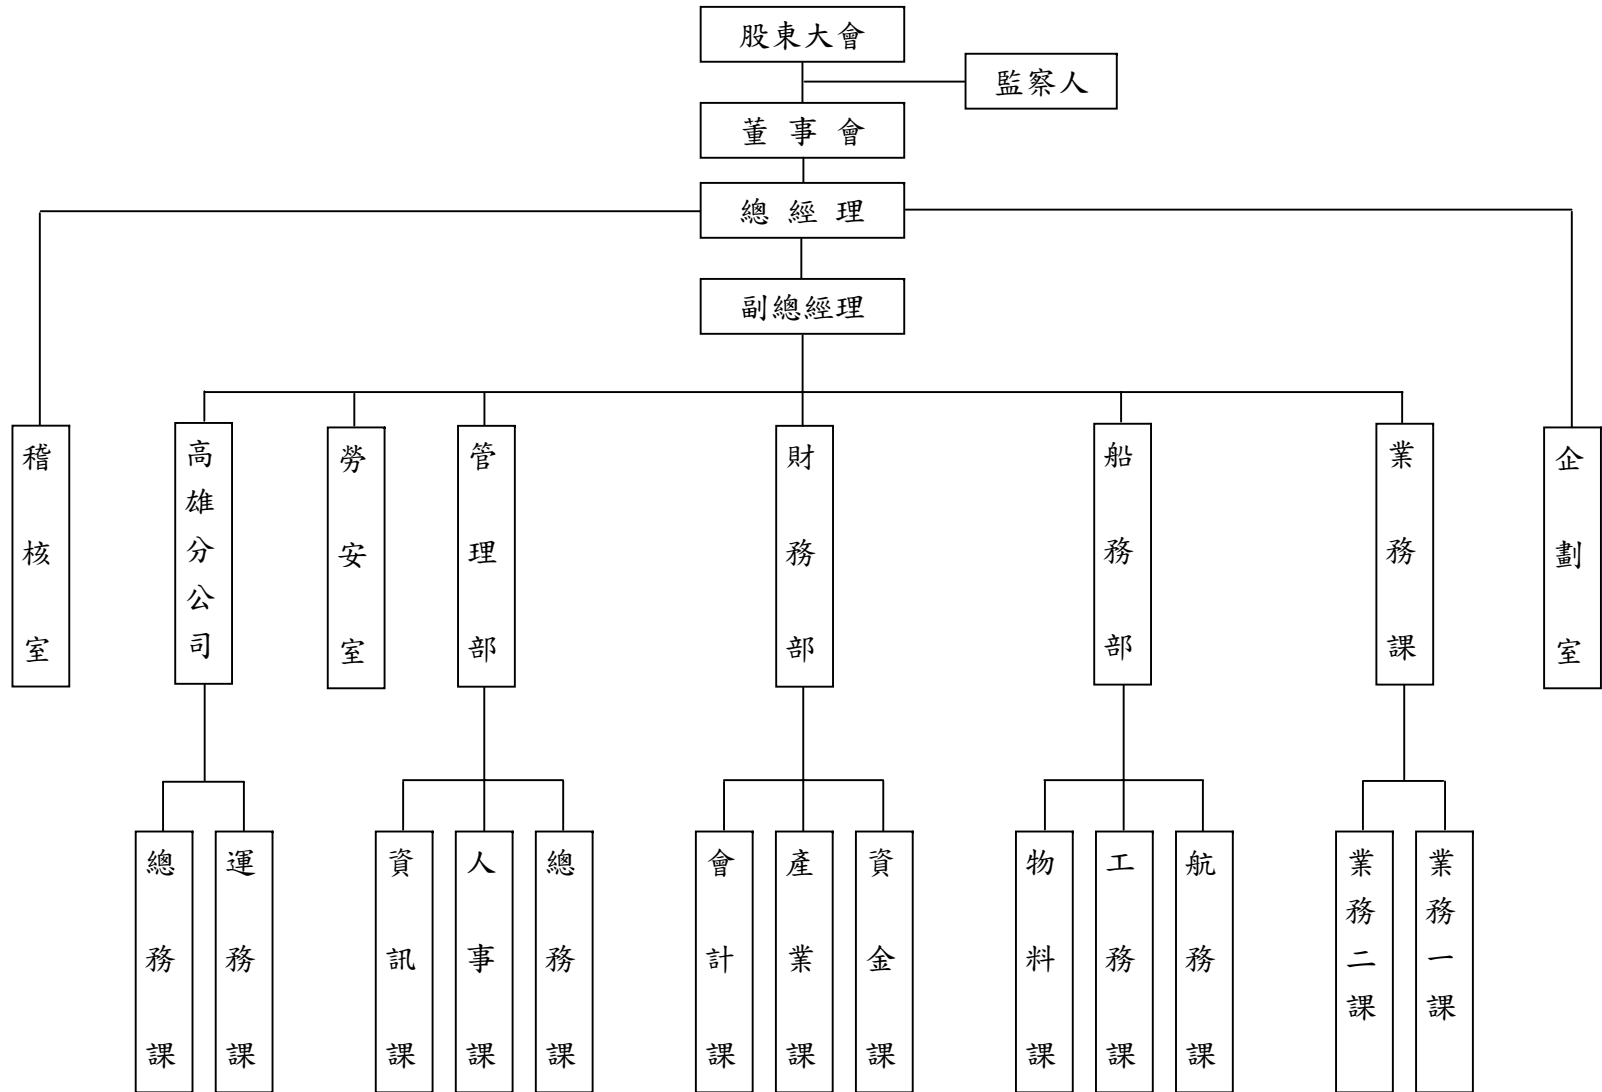 股東大會
監察人
董事會
總經理
副總經理
稽核室
高雄分公司
勞安室
管理部
財務部
船務部
業務課
企劃室
總務課
運務課
資訊課
人事課
總務課
會計課
產業課
資金課
物料課
工務課
航務課
業務二課
業務一課